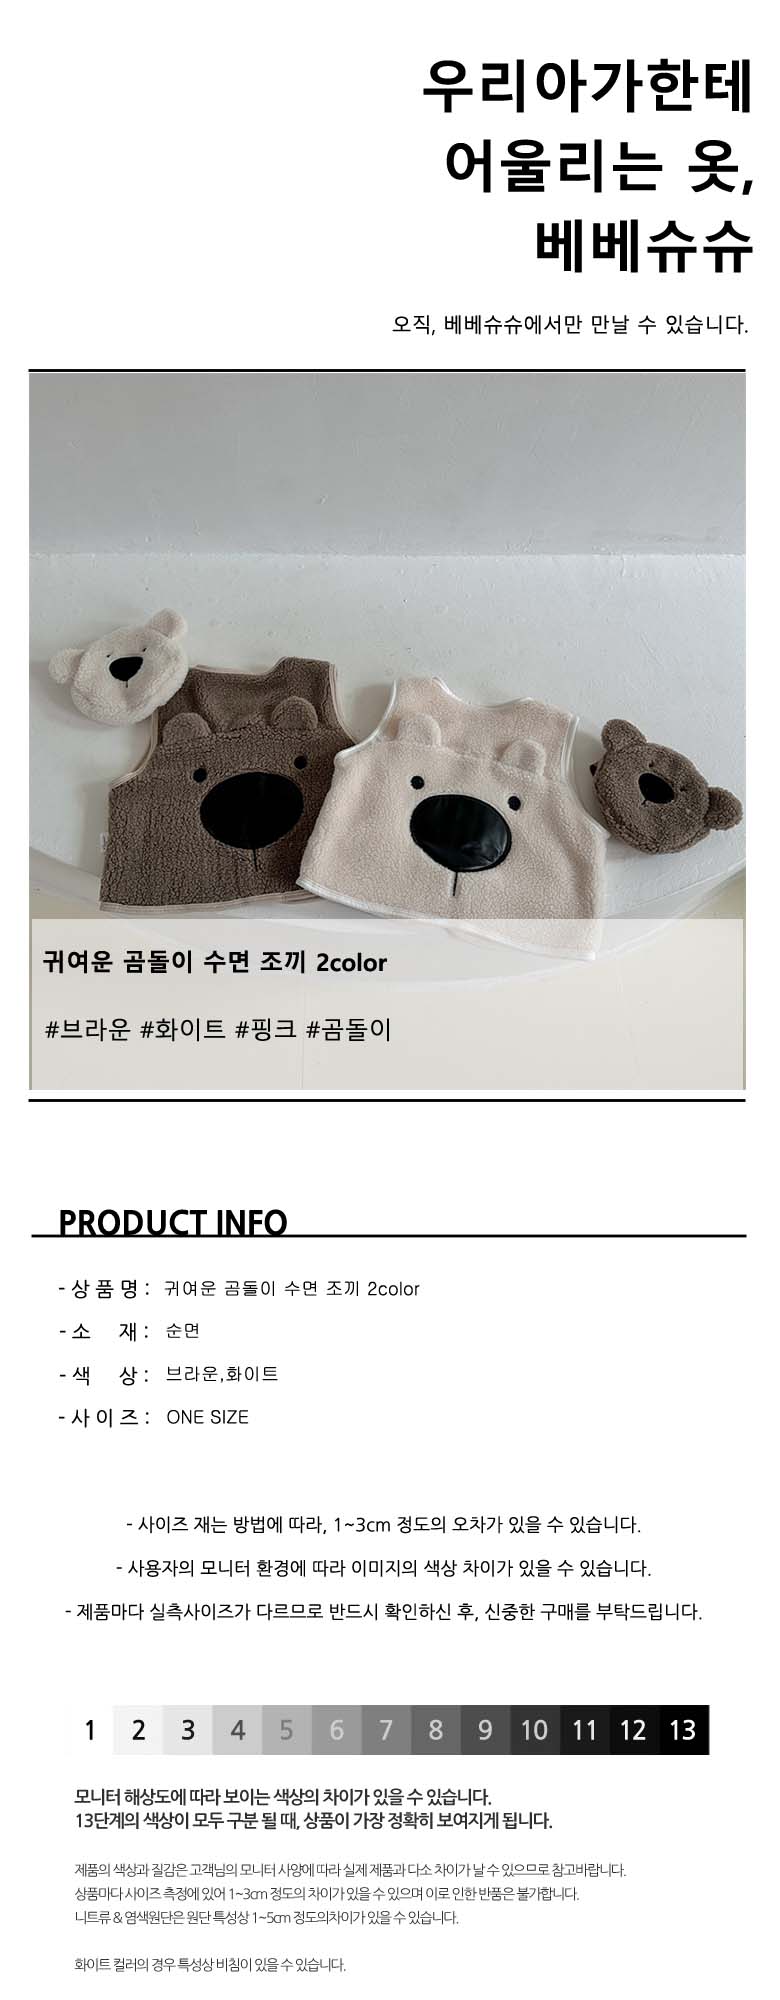 우리아가한테
어울리는 옷,
베베슈슈
오직, 베베슈슈에서만 만날 수 있습니다.
귀여운 곰돌이 수면 조끼 2color
#브라운 #화이트 #핑크 #곰돌이
PRODUCT INFO
- 상 품 명 : 귀여운 곰돌이 수면 조끼 2color
- 소 재 : 순면
- 색 상 : 브라운,화이트
- 사 이 즈 : ONE SIZE
- 사이즈 재는 방법에 따라, 1~3cm 정도의 오차가 있을 수 있습니다.
- 사용자의 모니터 환경에 따라 이미지의 색상 차이가 있을 수 있습니다.
- 제품마다 실측사이즈가 다르므로 반드시 확인하신 후, 신중한 구매를 부탁드립니다.
1 2 3 4 5 6 7 8 9 10 11 12 13
모니터 해상도에 따라 보이는 색상의 차이가 있을 수 있습니다.
13단계의 색상이 모두 구분 될 때, 상품이 가장 정확히 보여지게 됩니다.
제품의 색상과 질감은 고객님의 모니터 사양에 따라 실제 제품과 다소 차이가 날 수 있으므로 참고바랍니다.
상품마다 사이즈 측정에 있어 1~3cm 정도의 차이가 있을 수 있으며 이로 인한 반품은 불가합니다.
니트류 & 염색원단은 원단 특성상 1~5cm 정도의차이가 있을 수 있습니다.
화이트 컬러의 경우 특성상 비침이 있을 수 있습니다.